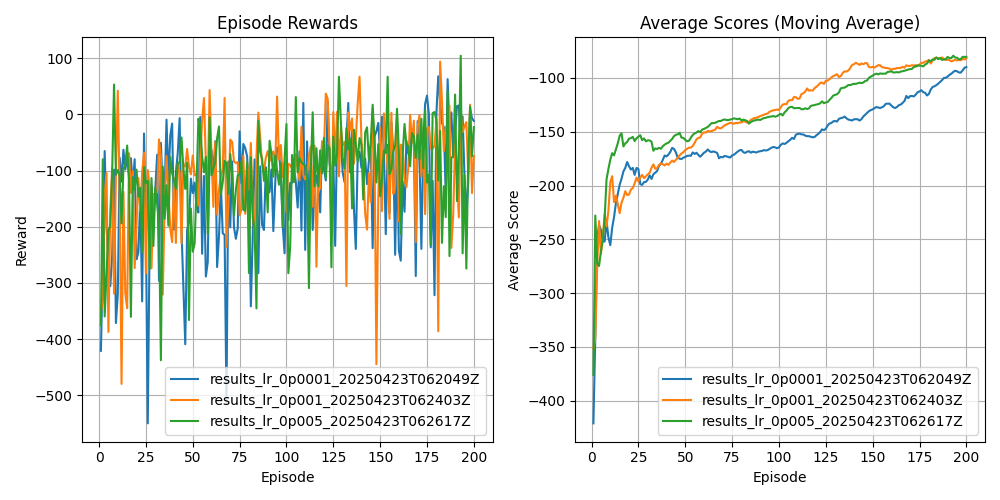 Episode Rewards
Reward
100
0
−100
−200
−300
−400
−500
0
25
50
75
100
125
150
175
200
Episode
results_lr_0p0001_20250423T062049Z
results_lr_0p001_20250423T062403Z
results_lr_0p005_20250423T062617Z
Average Scores (Moving Average)
Average Score
−100
−150
−200
−250
−300
−350
−400
0
25
50
75
100
125
150
175
200
Episode
results_lr_0p0001_20250423T062049Z
results_lr_0p001_20250423T062403Z
results_lr_0p005_20250423T062617Z